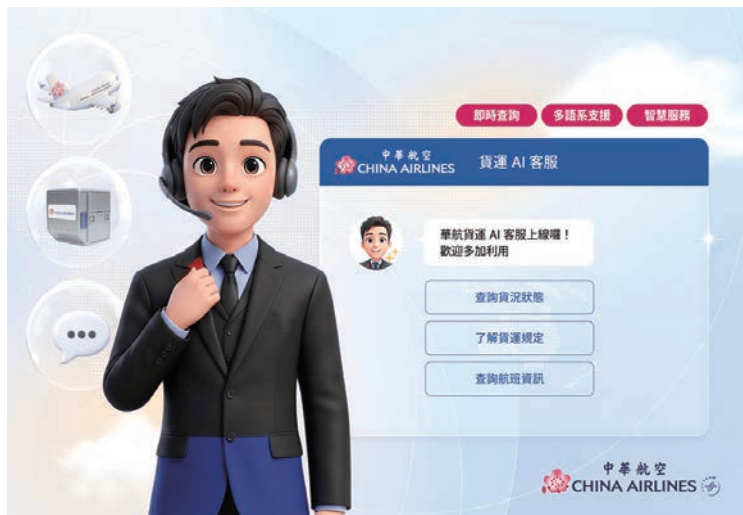 即時查詢
多語系支援
智慧服務
中華航空
CHINA AIRLINES
貨運 AI 客服
華航貨運 AI 客服上線囉！
歡迎多加利用
查詢貨況狀態
了解貨運規定
查詢航班資訊
中華航空
CHINA AIRLINES